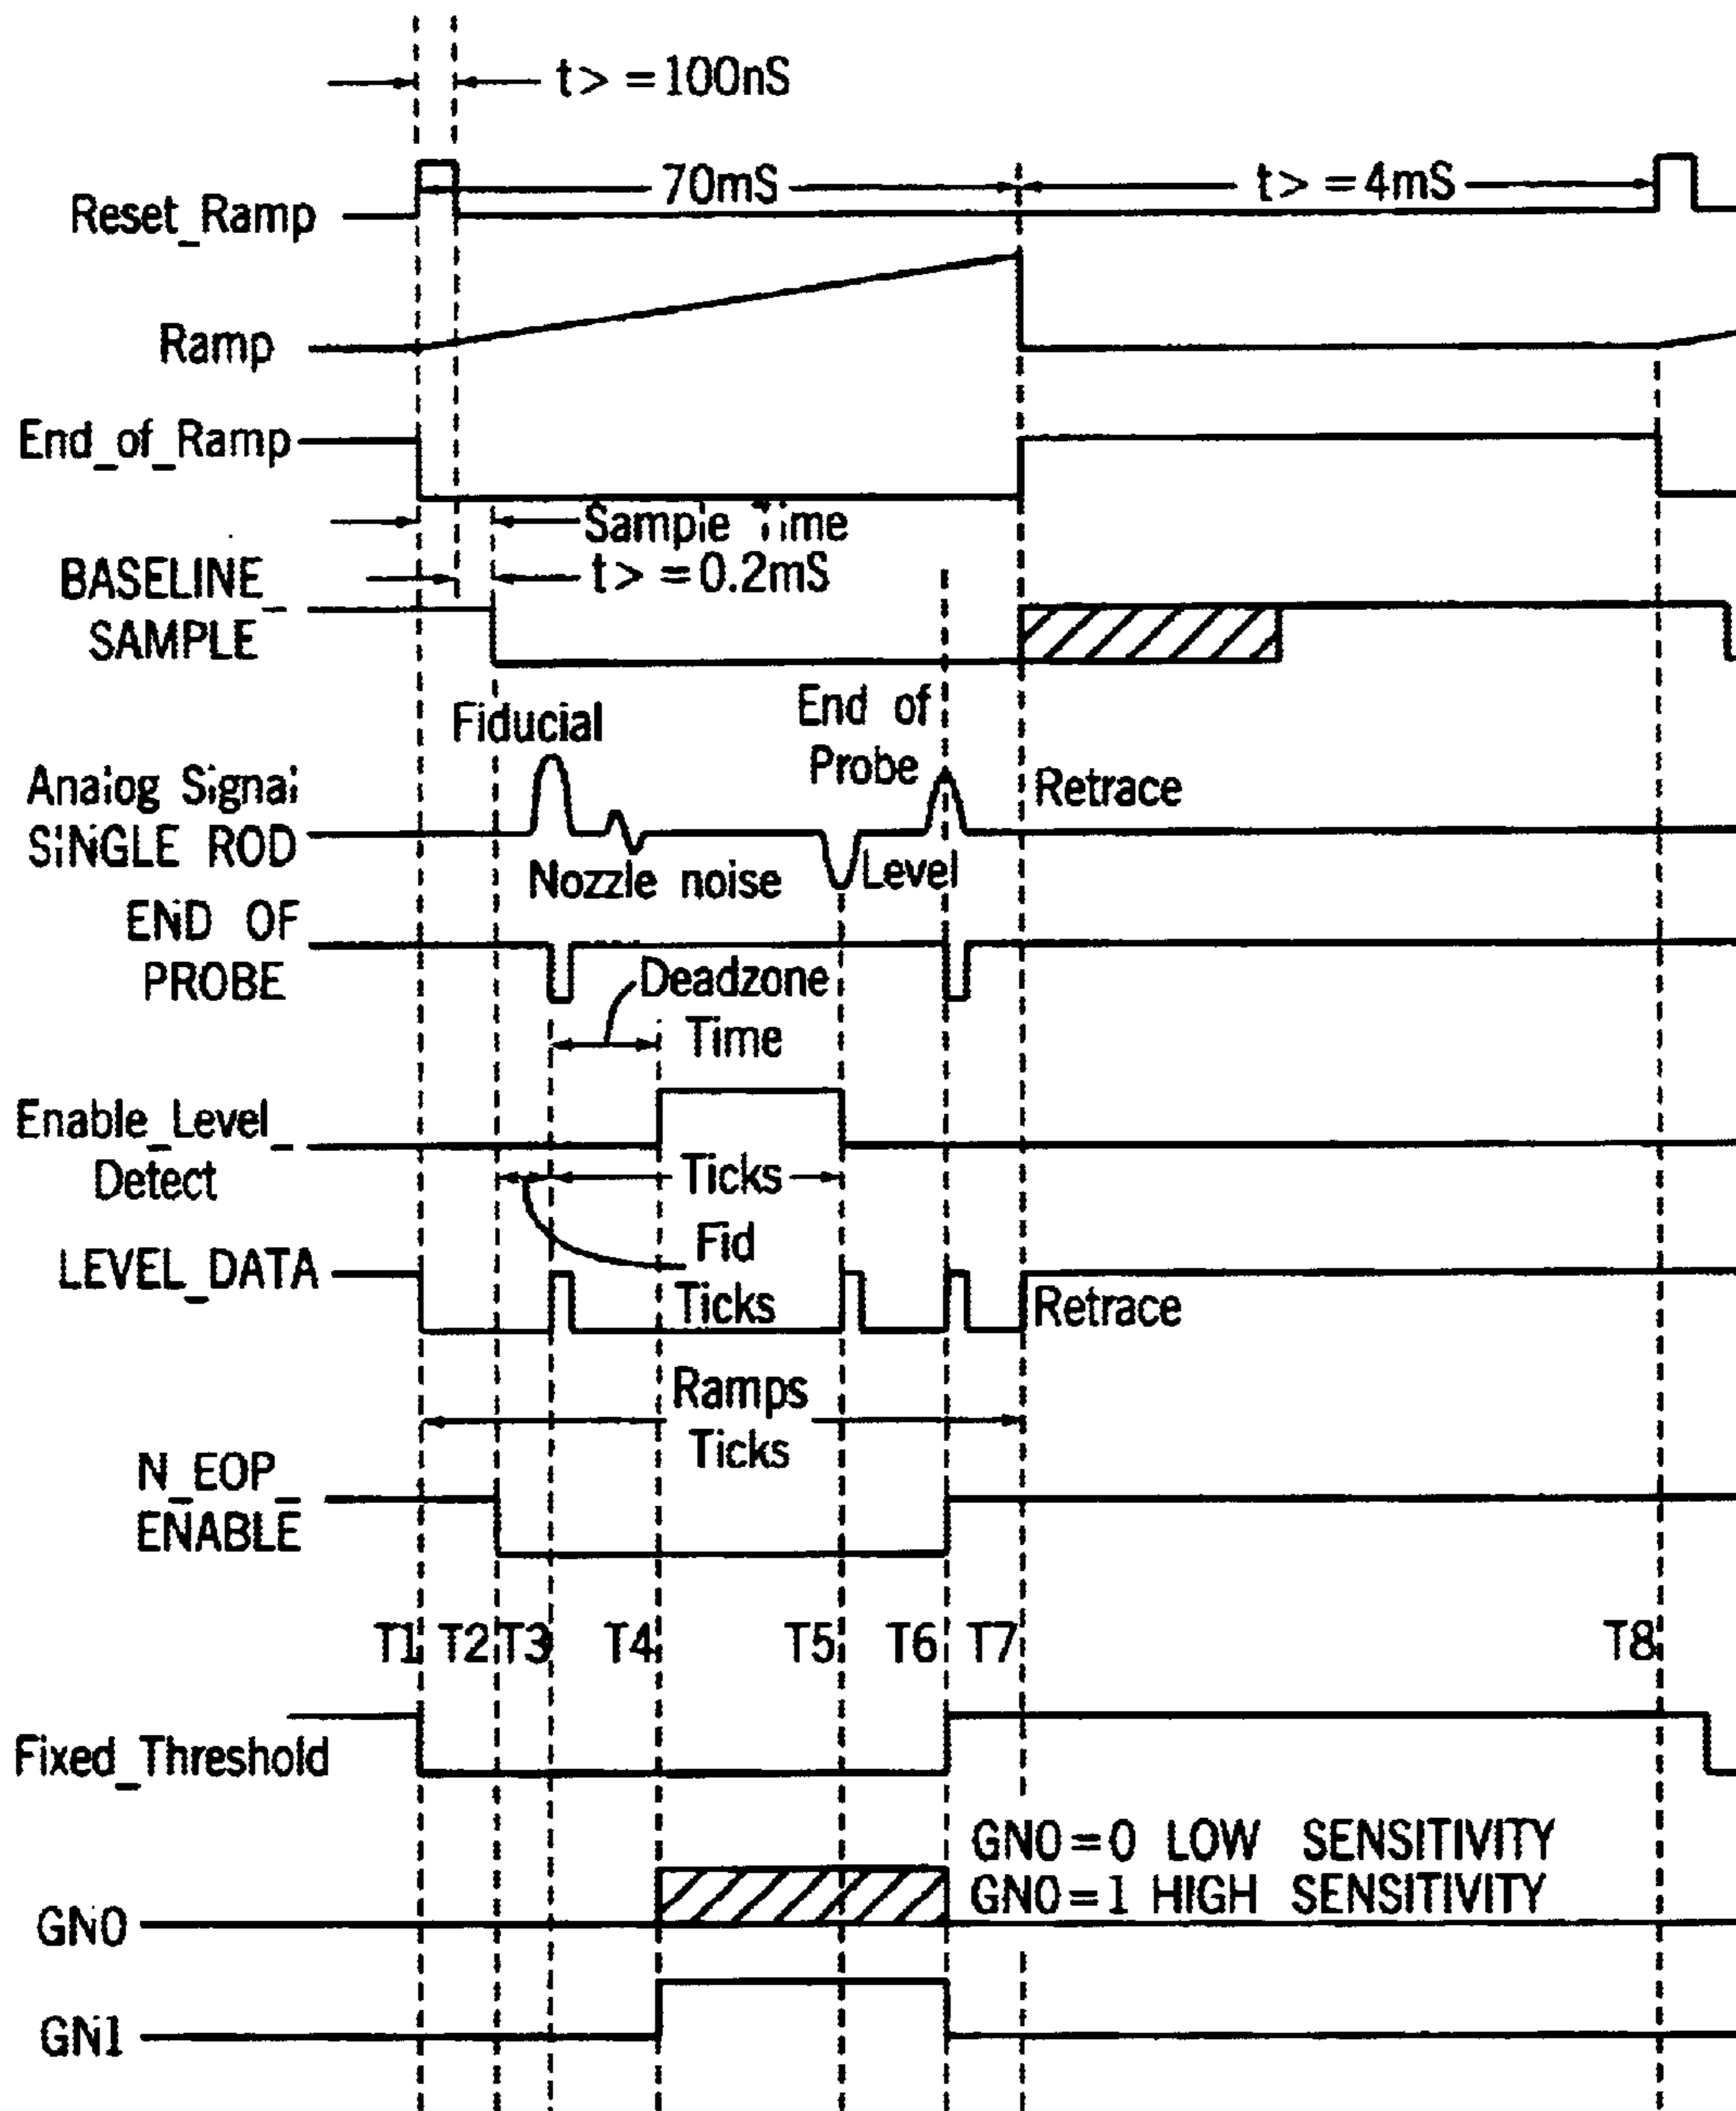 t>=100nS
Reset_Ramp
70mS
t>=4mS
Ramp
End_of_Ramp
Sample Time
t>=0.2mS
BASELINE_
SAMPLE
Fiducial
End of
Probe
Analog Signal
SINGLE ROD
Retrace
Nozzle noise
Level
END OF
PROBE
Deadzone
Time
Enable_Level_
Detect
Ticks
Fid
Ticks
LEVEL_DATA
Retrace
Ramps
Ticks
N_EOP_
ENABLE
T1 T2 T3 T4 T5 T6 T7 T8
Fixed_Threshold
GN0=0 LOW SENSITIVITY
GN0=1 HIGH SENSITIVITY
GN0
GN1